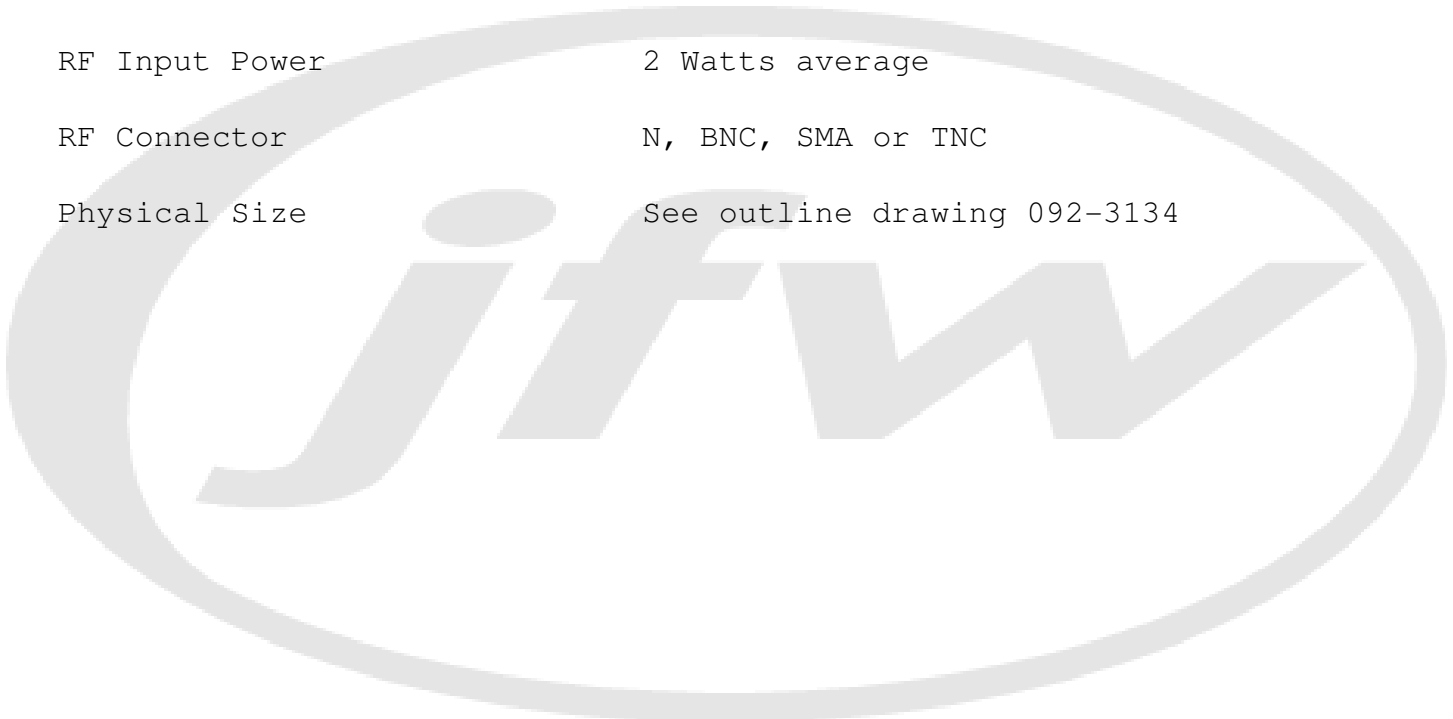 RF Input Power 2 Watts average
RF Connector N, BNC, SMA or TNC
Physical Size See outline drawing 092-3134
jfw